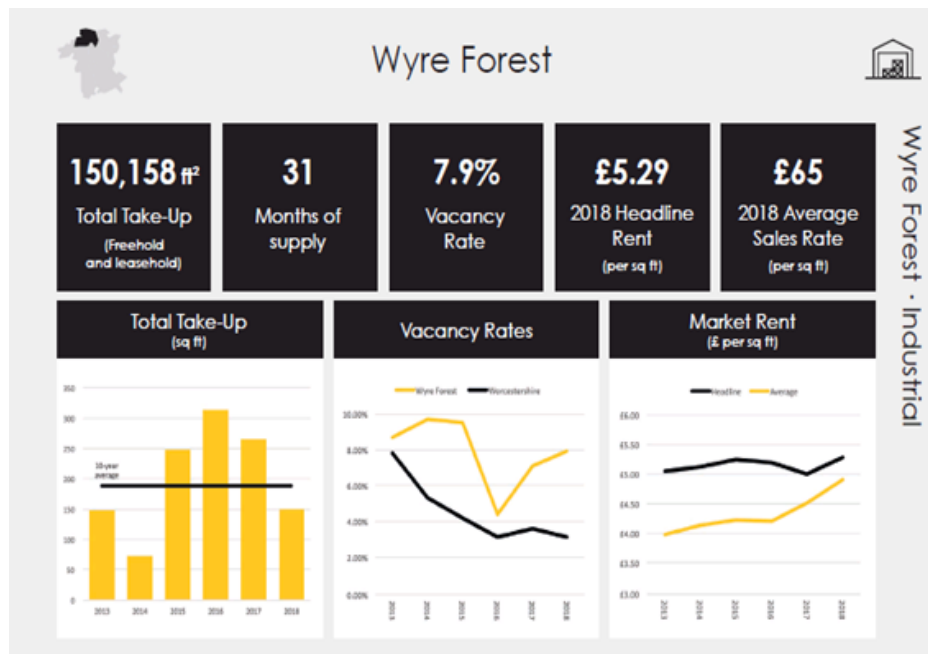 Wyre Forest
150,158 ft²
Total Take-Up
(Freehold
and leasehold)
31
Months of
supply
7.9%
Vacancy
Rate
£5.29
2018 Headline
Rent
(per sq ft)
£65
2018 Average
Sales Rate
(per sq ft)
Wyre Forest · Industrial
Total Take-Up
(sq ft)
350
300
250
200
150
100
50
0
10-year
average
2013 2014 2015 2016 2017 2018
Vacancy Rates
Wyre Forest Worcestershire
10.00%
8.00%
6.00%
4.00%
2.00%
0.00%
2013 2014 2015 2016 2017 2018
Market Rent
(£ per sq ft)
Headline Average
£6.00
£5.50
£5.00
£4.50
£4.00
£3.50
£3.00
2013 2014 2015 2016 2017 2018